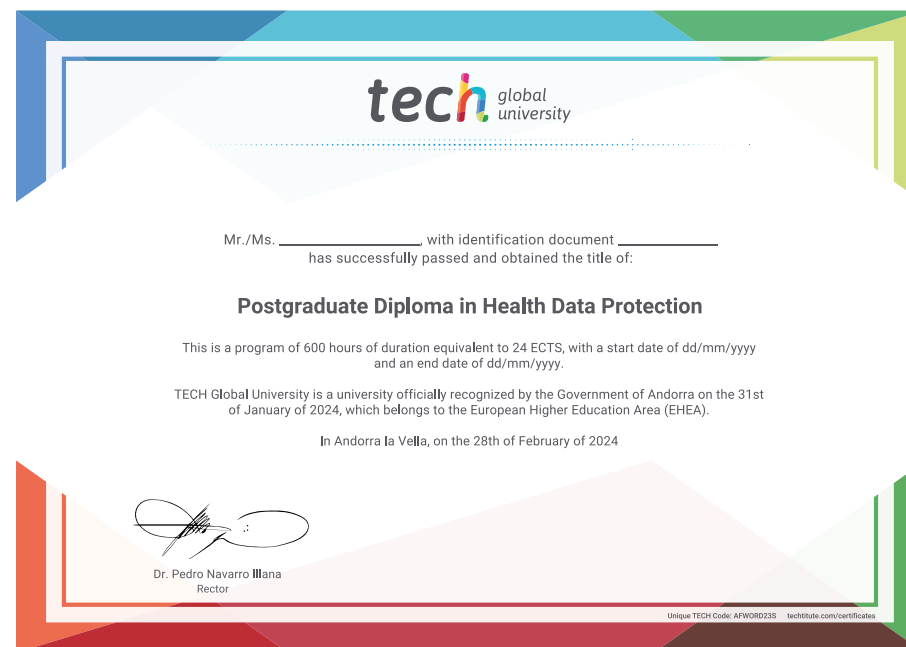 tech global university
Mr./Ms. ____________________, with identification document ______________
has successfully passed and obtained the title of:
Postgraduate Diploma in Health Data Protection
This is a program of 600 hours of duration equivalent to 24 ECTS, with a start date of dd/mm/yyyy
and an end date of dd/mm/yyyy.
TECH Global University is a university officially recognized by the Government of Andorra on the 31st
of January of 2024, which belongs to the European Higher Education Area (EHEA).
In Andorra la Vella, on the 28th of February of 2024
Dr. Pedro Navarro Illana
Rector
Unique TECH Code: AFWORD23S techtitute.com/certificates